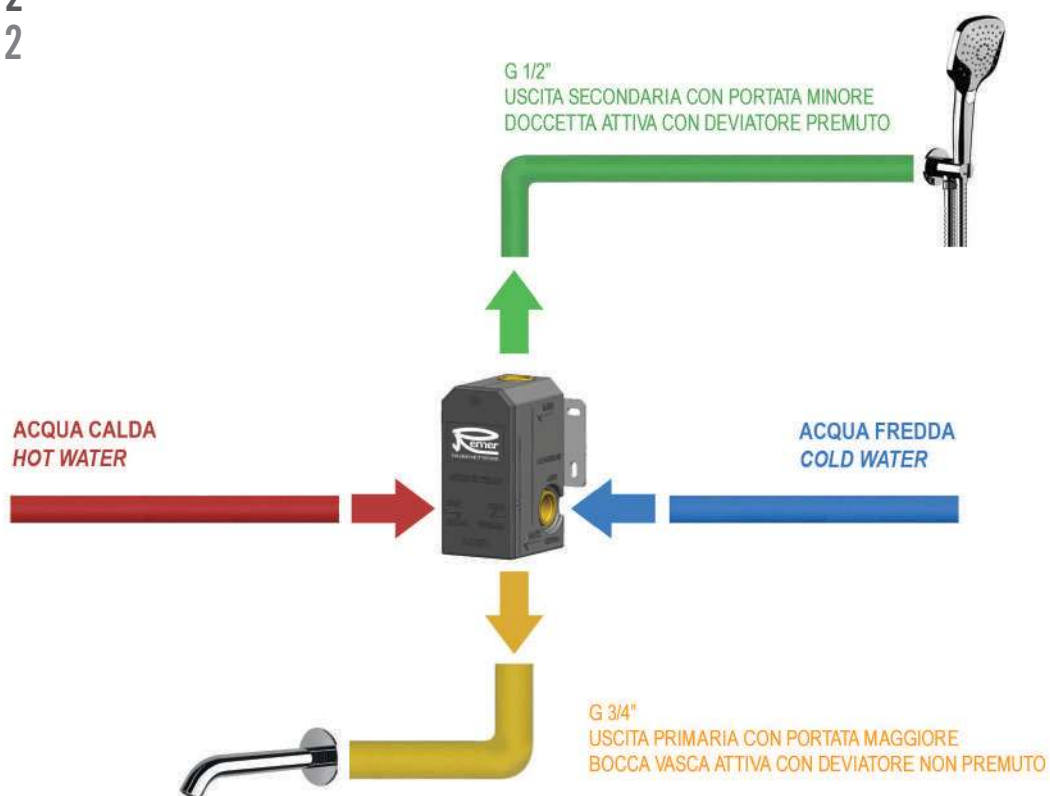 2
G 1/2"
USCITA SECONDARIA CON PORTATA MINORE
DOCCETTA ATTIVA CON DEVIATORE PREMUTO
ACQUA CALDA
HOT WATER
Remer
ACQUA FREDDA
COLD WATER
G 3/4"
USCITA PRIMARIA CON PORTATA MAGGIORE
BOCCA VASCA ATTIVA CON DEVIATORE NON PREMUTO